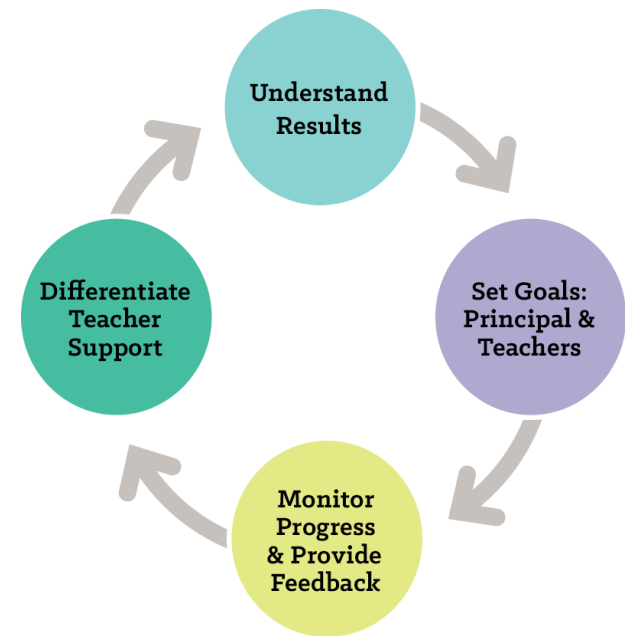 Understand
Results
Set Goals:
Principal &
Teachers
Monitor
Progress
& Provide
Feedback
Differentiate
Teacher
Support